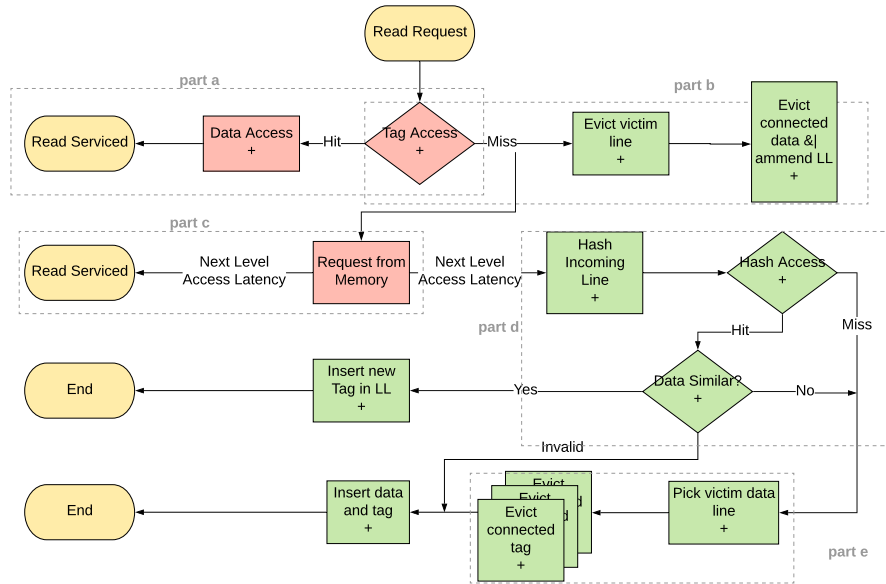 Read Request
part a
part b
Read Serviced
Data Access
+
Hit
Tag Access
+
Miss
Evict victim
line
+
Evict
connected
data &|
ammend LL
+
part c
Read Serviced
Next Level
Access Latency
Request from
Memory
Next Level
Access Latency
Hash
Incoming
Line
+
Hash Access
+
part d
Hit
Miss
End
Insert new
Tag in LL
+
Yes
Data Similar?
+
No
Invalid
End
Insert data
and tag
+
Evict
d
Evict
d
Evict
connected
tag
+
Pick victim data
line
+
part e